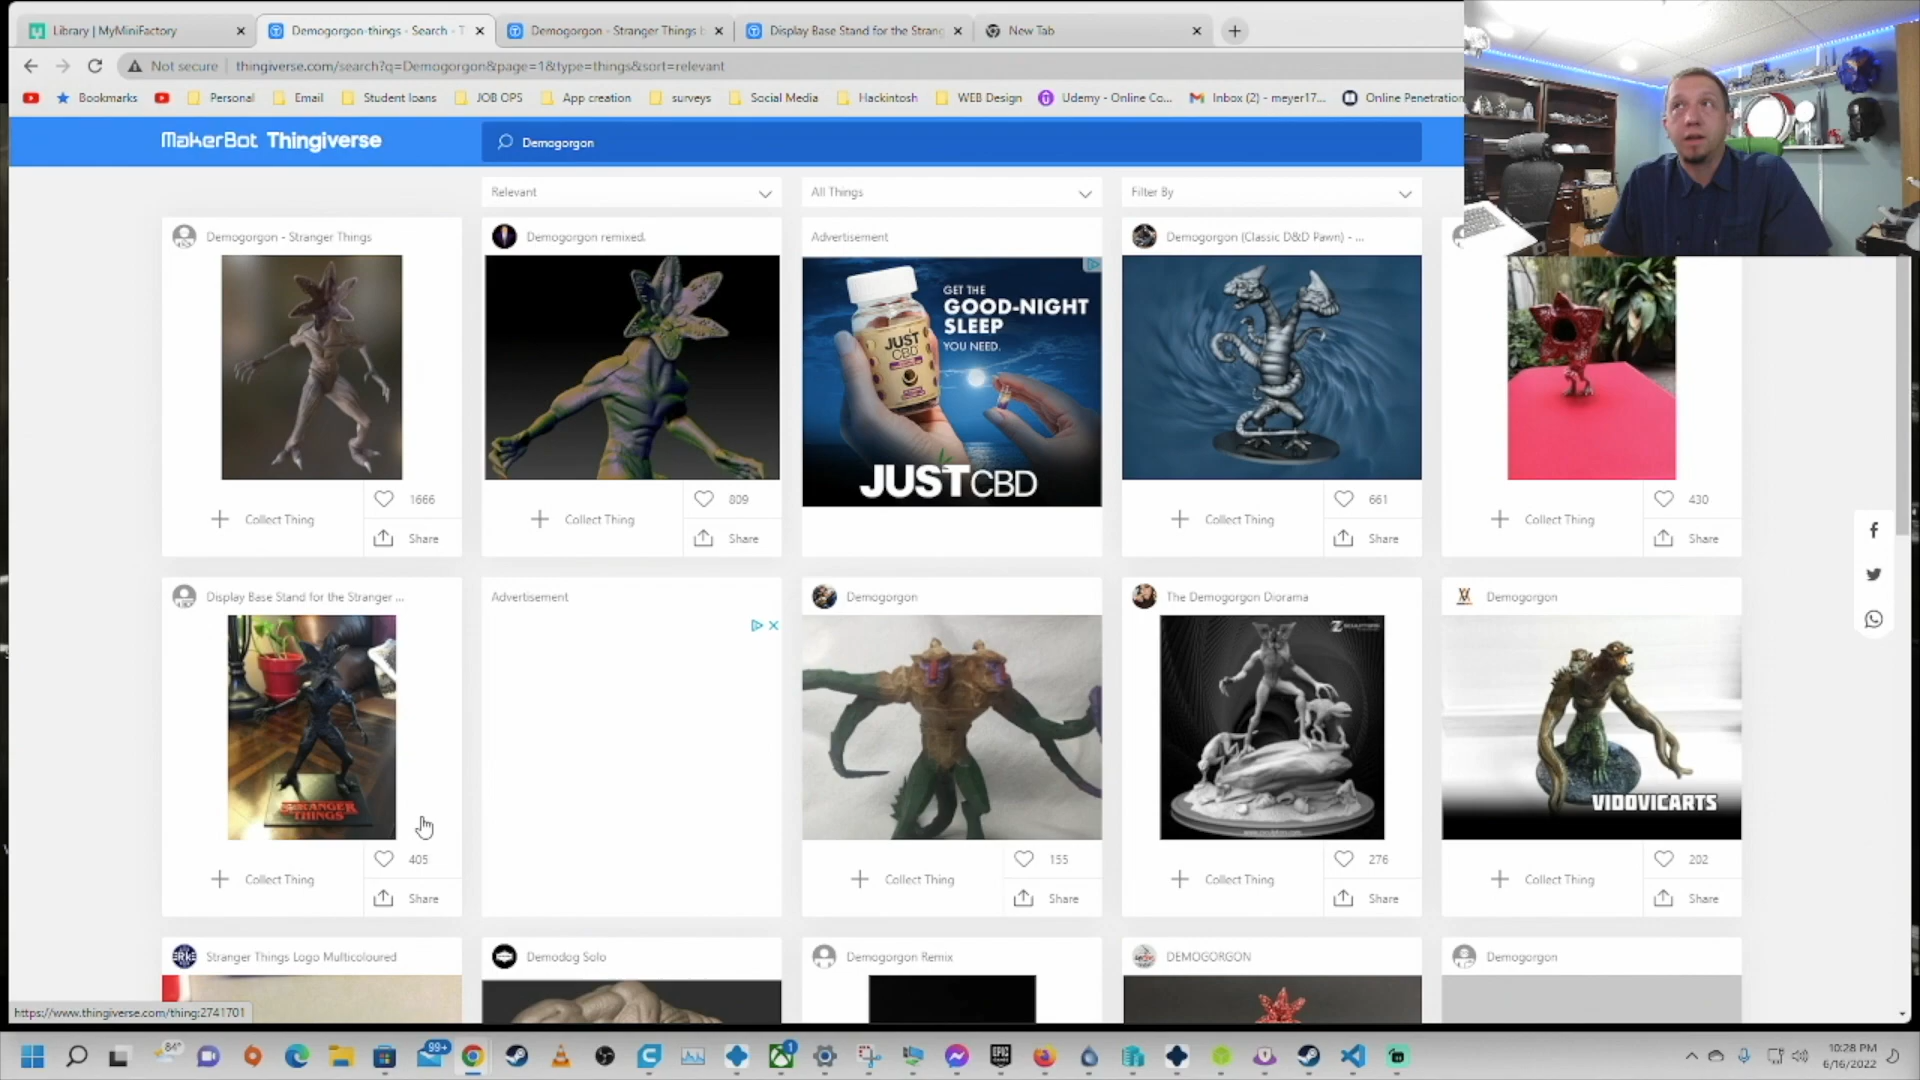 Library | MyMiniFactory
Demogorgon-things - Search - T
Demogorgon - Stranger Things b
Display Base Stand for the Strang
New Tab
Not secure
thingiverse.com/search?q=Demogorgon&page=1&type=things&sort=relevant
Bookmarks
Personal
Email
Student loans
JOB OPS
App creation
surveys
Social Media
Hackintosh
WEB Design
Udemy - Online Co...
Inbox (2) - meyer17...
Online Penetration
MakerBot Thingiverse
Demogorgon
Relevant
All Things
Filter By
Demogorgon - Stranger Things
Demogorgon remixed.
Advertisement
Demogorgon (Classic D&D Pawn) - ...
GET THE
GOOD-NIGHT
SLEEP
YOU NEED.
JUST
CBD
JUSTCBD
Collect Thing
1666
Share
Collect Thing
809
Share
Collect Thing
661
Share
Collect Thing
430
Share
Display Base Stand for the Stranger ...
Advertisement
Demogorgon
The Demogorgon Diorama
Demogorgon
STRANGER
THINGS
VIDOVICARTS
Collect Thing
405
Share
Collect Thing
155
Share
Collect Thing
276
Share
Collect Thing
202
Share
Stranger Things Logo Multicoloured
Demodog Solo
Demogorgon Remix
DEMOGORGON
Demogorgon
https://www.thingiverse.com/thing:2741701
84°
99+
1
EPIC
10:28 PM
6/16/2022